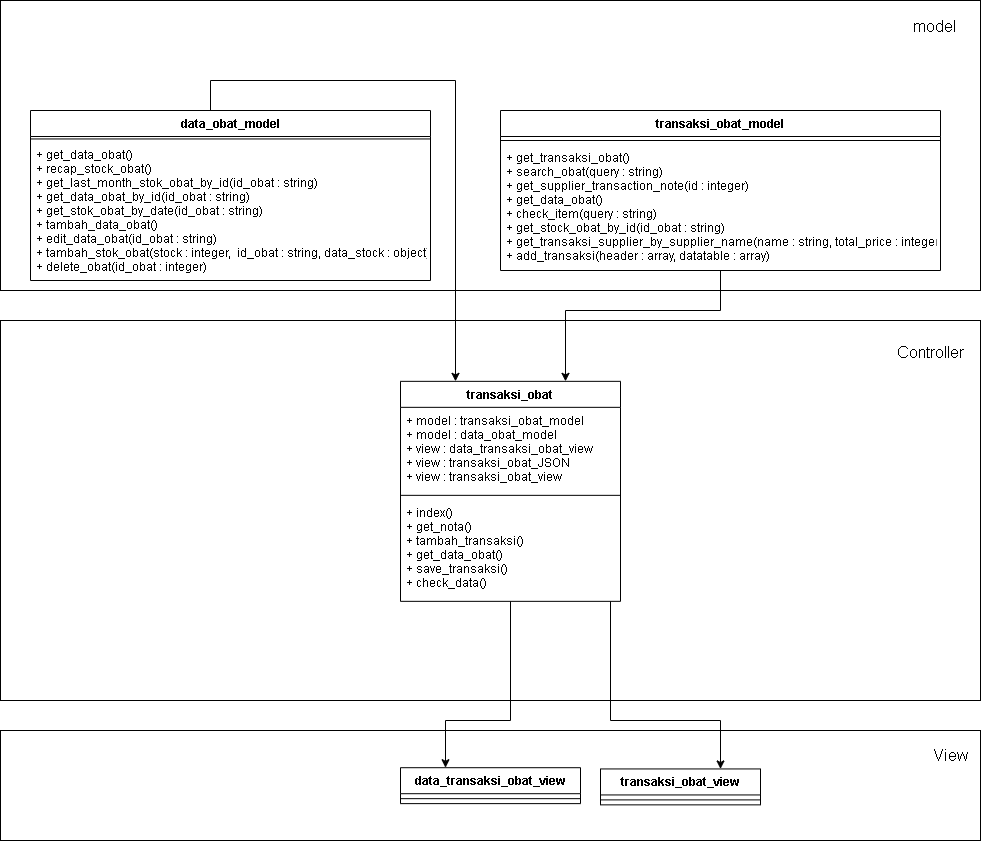 model
data_obat_model
+ get_data_obat()
+ recap_stock_obat()
+ get_last_month_stok_obat_by_id(id_obat : string)
+ get_data_obat_by_id(id_obat : string)
+ get_stok_obat_by_date(id_obat : string)
+ tambah_data_obat()
+ edit_data_obat(id_obat : string)
+ tambah_stok_obat(stock : integer, id_obat : string, data_stock : object)
+ delete_obat(id_obat : integer)
transaksi_obat_model
+ get_transaksi_obat()
+ search_obat(query : string)
+ get_supplier_transaction_note(id : integer)
+ get_data_obat()
+ check_item(query : string)
+ get_stock_obat_by_id(id_obat : string)
+ get_transaksi_supplier_by_supplier_name(name : string, total_price : integer
+ add_transaksi(header : array, datatable : array)
Controller
transaksi_obat
+ model : transaksi_obat_model
+ model : data_obat_model
+ view : data_transaksi_obat_view
+ view : transaksi_obat_JSON
+ view : transaksi_obat_view
+ index()
+ get_nota()
+ tambah_transaksi()
+ get_data_obat()
+ save_transaksi()
+ check_data()
View
data_transaksi_obat_view
transaksi_obat_view